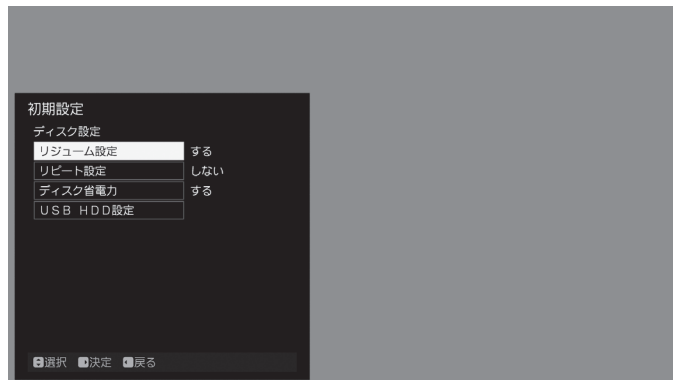 初期設定
ディスク設定
リジューム設定 する
リピート設定 しない
ディスク省電力 する
ＵＳＢ ＨＤＤ設定
選択 決定 戻る